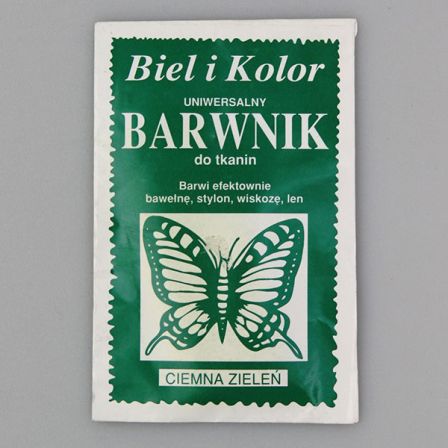 Biel i Kolor
UNIWERSALNY
BARWNIK
do tkanin
Barwi efektownie
bawełnę, stylon, wiskozę, len
CIEMNA ZIELEŃ